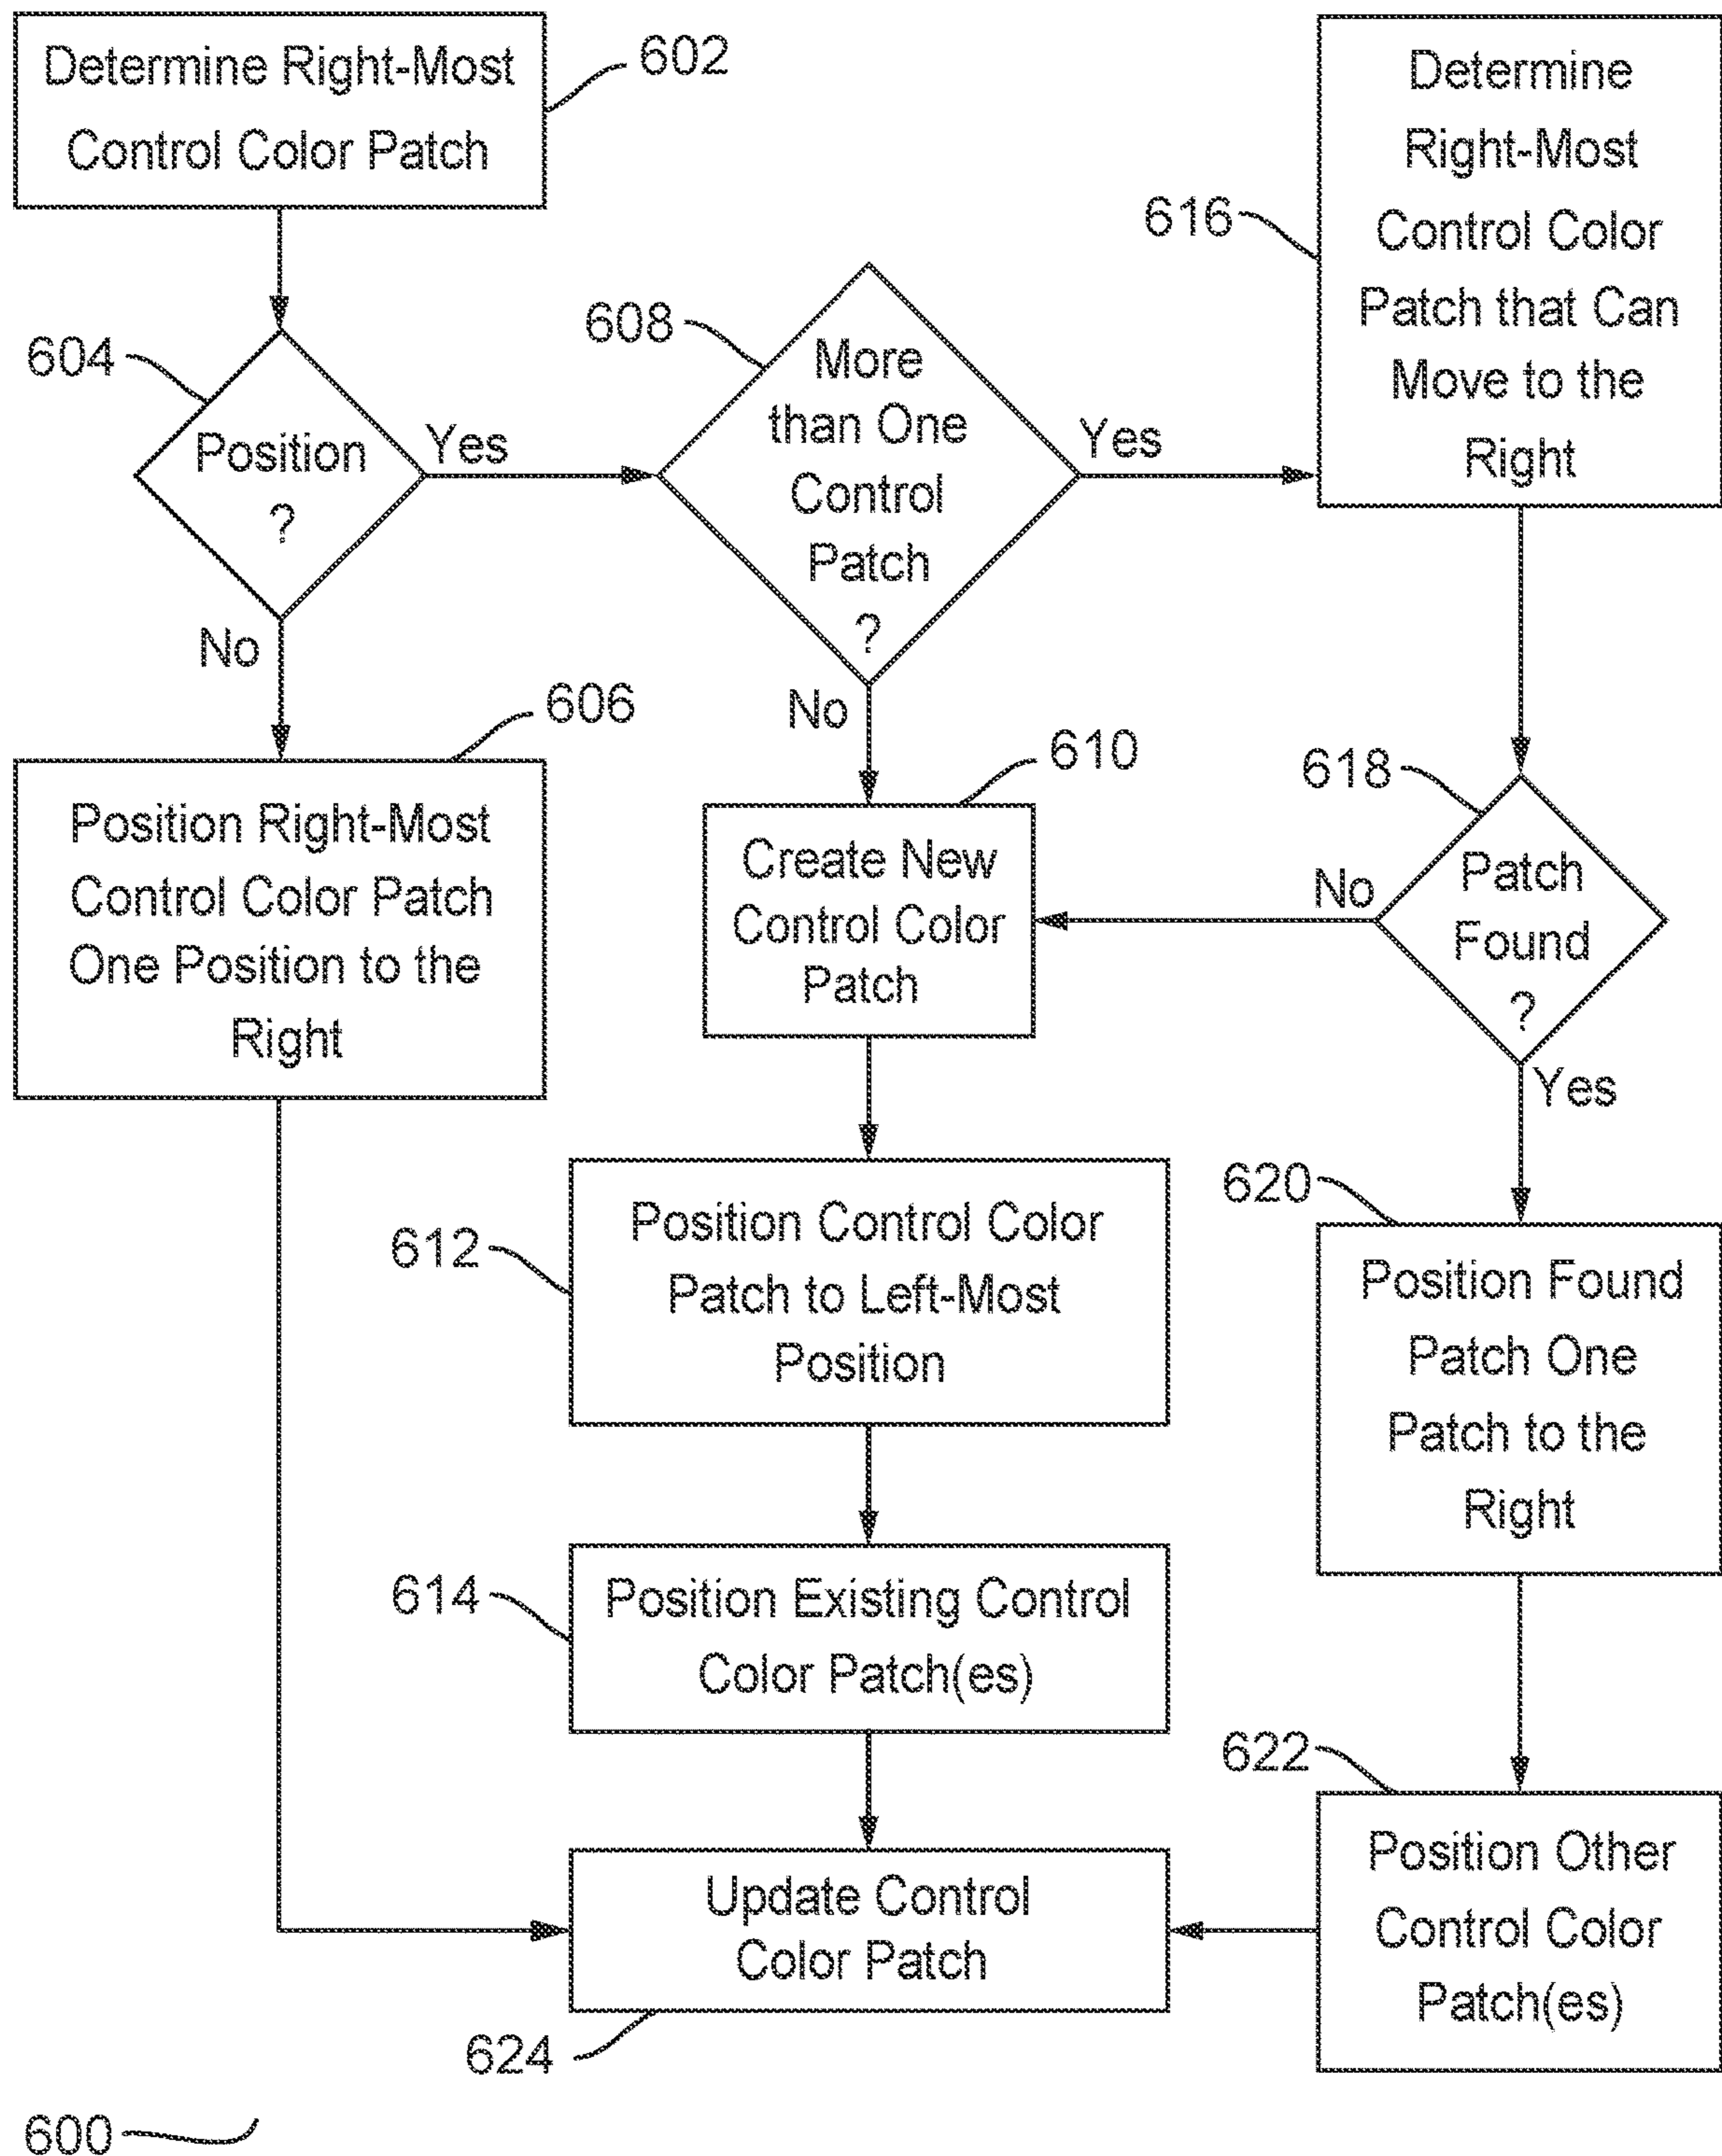 Determine Right-Most
Control Color Patch
602
604
Position
?
Yes
No
606
Position Right-Most
Control Color Patch
One Position to the
Right
608
More
than One
Control
Patch
?
Yes
No
610
Create New
Control Color
Patch
612
Position Control Color
Patch to Left-Most
Position
614
Position Existing Control
Color Patch(es)
616
Determine
Right-Most
Control Color
Patch that Can
Move to the
Right
618
Patch
Found
?
No
Yes
620
Position Found
Patch One
Patch to the
Right
622
Position Other
Control Color
Patch(es)
Update Control
Color Patch
624
600